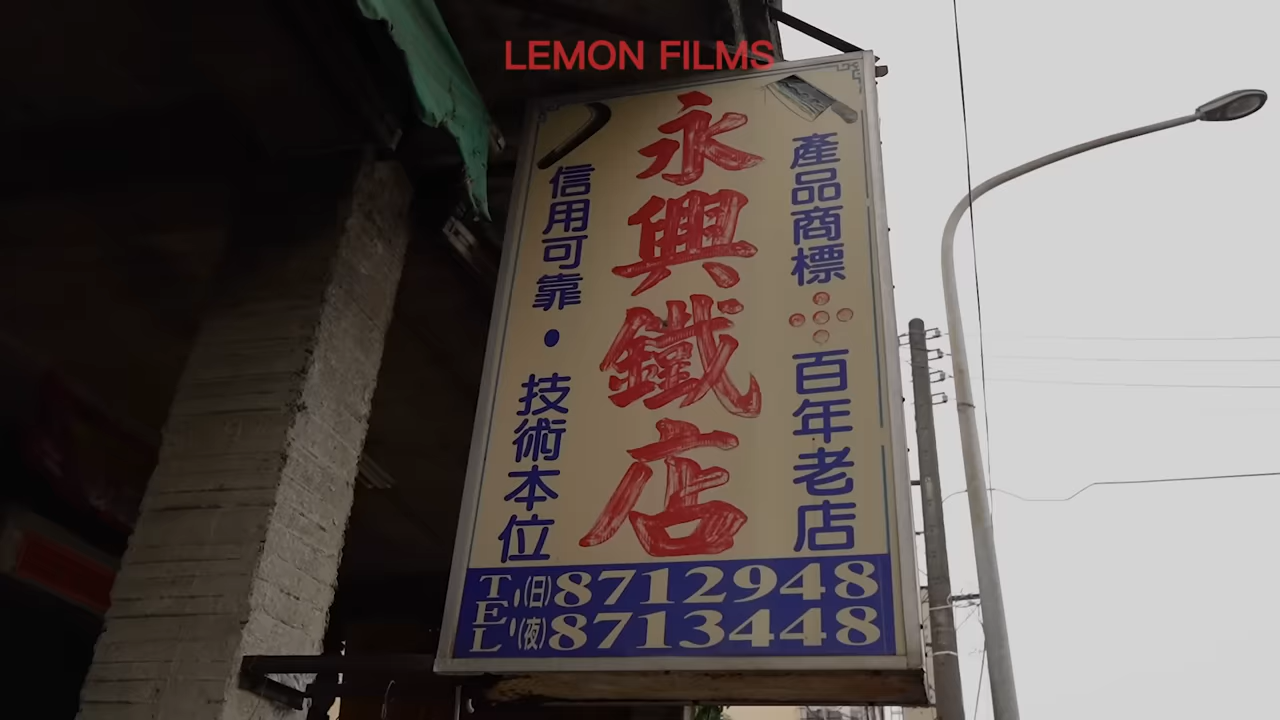 LEMON FILMS
產品商標
百年老店
永興鐵店
信用可靠・技術本位
TEL:(日)8712948
(夜)8713448